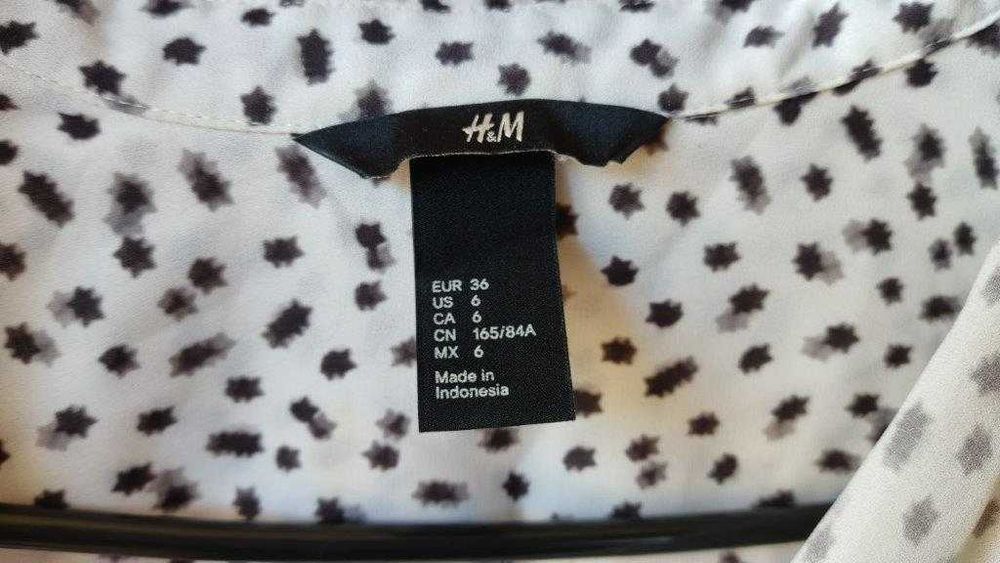 H&M
EUR 36
US 6
CA 6
CN 165/84A
MX 6
Made in
Indonesia